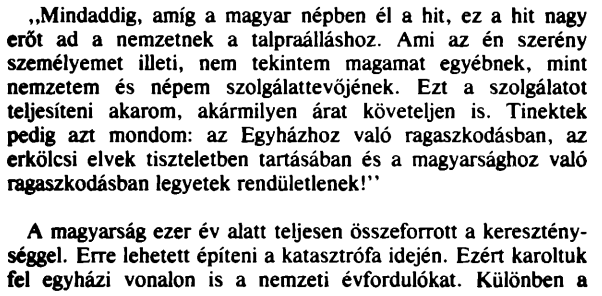 „Mindaddig, amíg a magyar népben él a hit, ez a hit nagy
erőt ad a nemzetnek a talpraálláshoz. Ami az én szerény
személyemet illeti, nem tekintem magamat egyébnek, mint
nemzetem és népem szolgálattevőjének. Ezt a szolgálatot
teljesíteni akarom, akármilyen árat követeljen is. Tinektek
pedig azt mondom: az Egyházhoz való ragaszkodásban, az
erkölcsi elvek tiszteletben tartásában és a magyarsághoz való
ragaszkodásban legyetek rendületlenek!''
A magyarság ezer év alatt teljesen összeforrott a keresztény-
séggel. Erre lehetett építeni a katasztrófa idején. Ezért karoltuk
fel egyházi vonalon is a nemzeti évfordulókat. Különben a